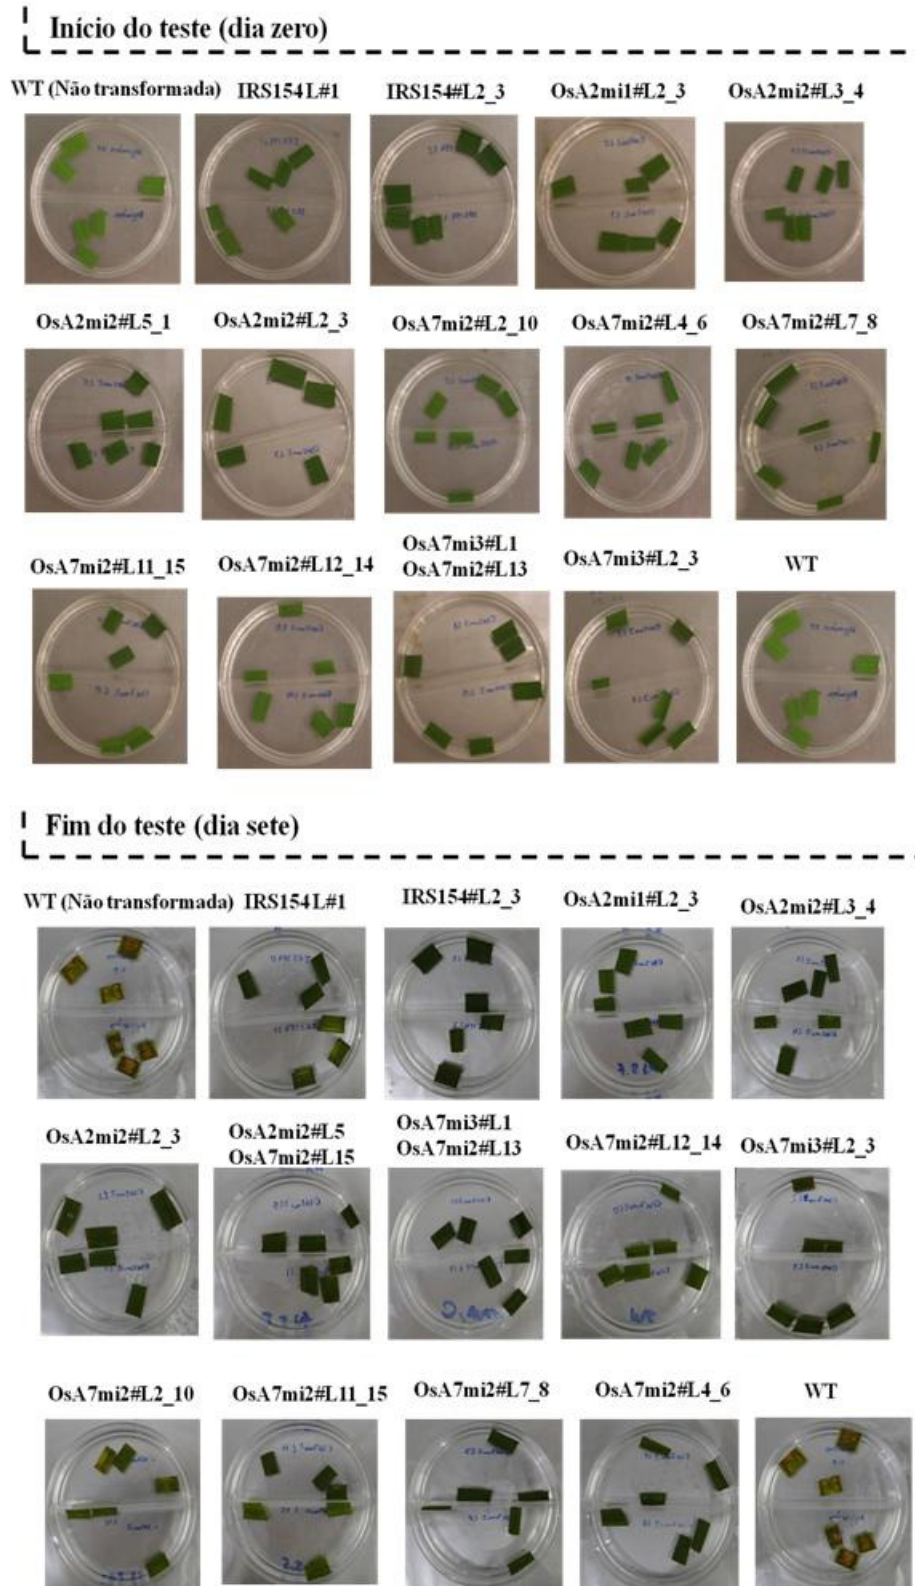 Início do teste (dia zero)
WT (Não transformada) IRS154L#1 IRS154#L2_3 OsA2mi1#L2_3 OsA2mi2#L3_4
OsA2mi2#L5_1 OsA2mi2#L2_3 OsA7mi2#L2_10 OsA7mi2#L4_6 OsA7mi2#L7_8
OsA7mi2#L11_15 OsA7mi2#L12_14 OsA7mi3#L1 OsA7mi3#L2_3 WT
OsA7mi2#L13
Fim do teste (dia sete)
WT (Não transformada) IRS154L#1 IRS154#L2_3 OsA2mi1#L2_3 OsA2mi2#L3_4
OsA2mi2#L2_3 OsA2mi2#L5 OsA7mi3#L1 OsA7mi2#L12_14 OsA7mi3#L2_3
OsA7mi2#L15 OsA7mi2#L13
OsA7mi2#L2_10 OsA7mi2#L11_15 OsA7mi2#L7_8 OsA7mi2#L4_6 WT